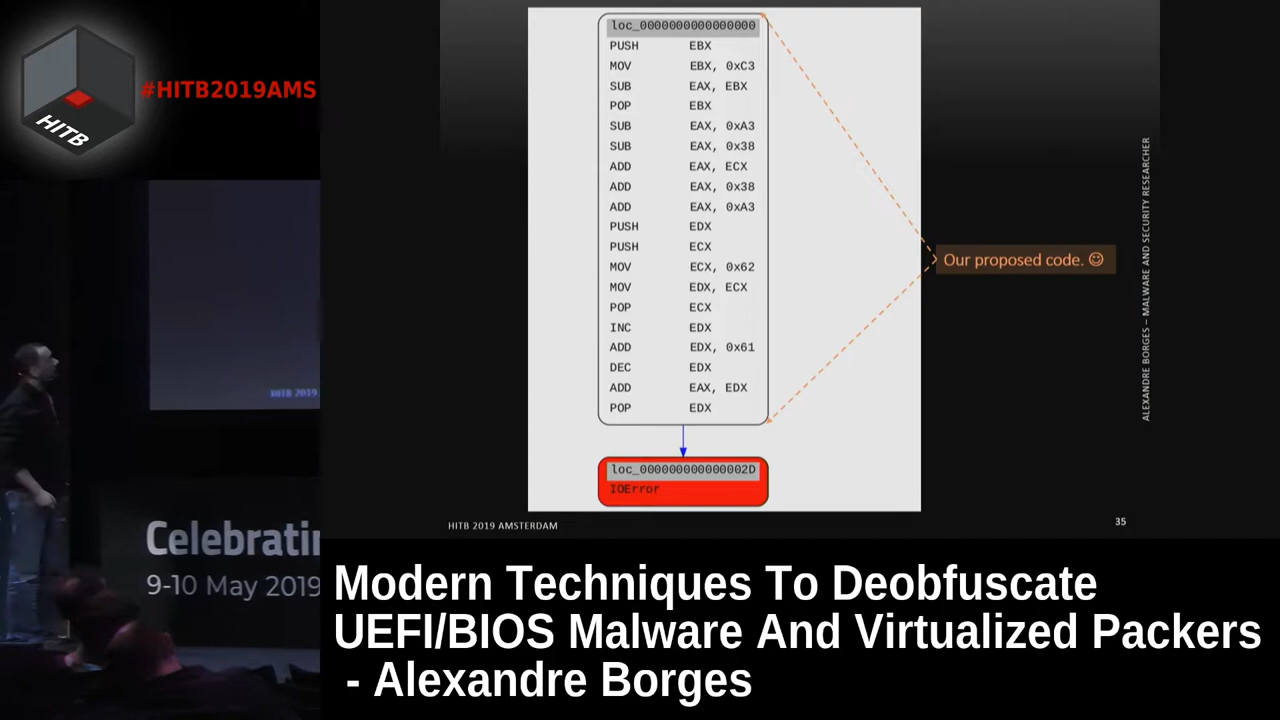 HITB
#HITB2019AMS
loc_0000000000000000
PUSH EBX
MOV EBX, 0xC3
SUB EAX, EBX
POP EBX
SUB EAX, 0xA3
SUB EAX, 0x38
ADD EAX, ECX
ADD EAX, 0x38
ADD EAX, 0xA3
PUSH EDX
PUSH ECX
MOV ECX, 0x62
MOV EDX, ECX
POP ECX
INC EDX
ADD EDX, 0x61
DEC EDX
ADD EAX, EDX
POP EDX
loc_000000000000002D
IOError
Our proposed code. ☺
ALEXANDRE BORGES – MALWARE AND SECURITY RESEARCHER
HITB 2019 AMSTERDAM
35
HITB 2019
Celebratin
9-10 May 2019
Modern Techniques To Deobfuscate
UEFI/BIOS Malware And Virtualized Packers
- Alexandre Borges